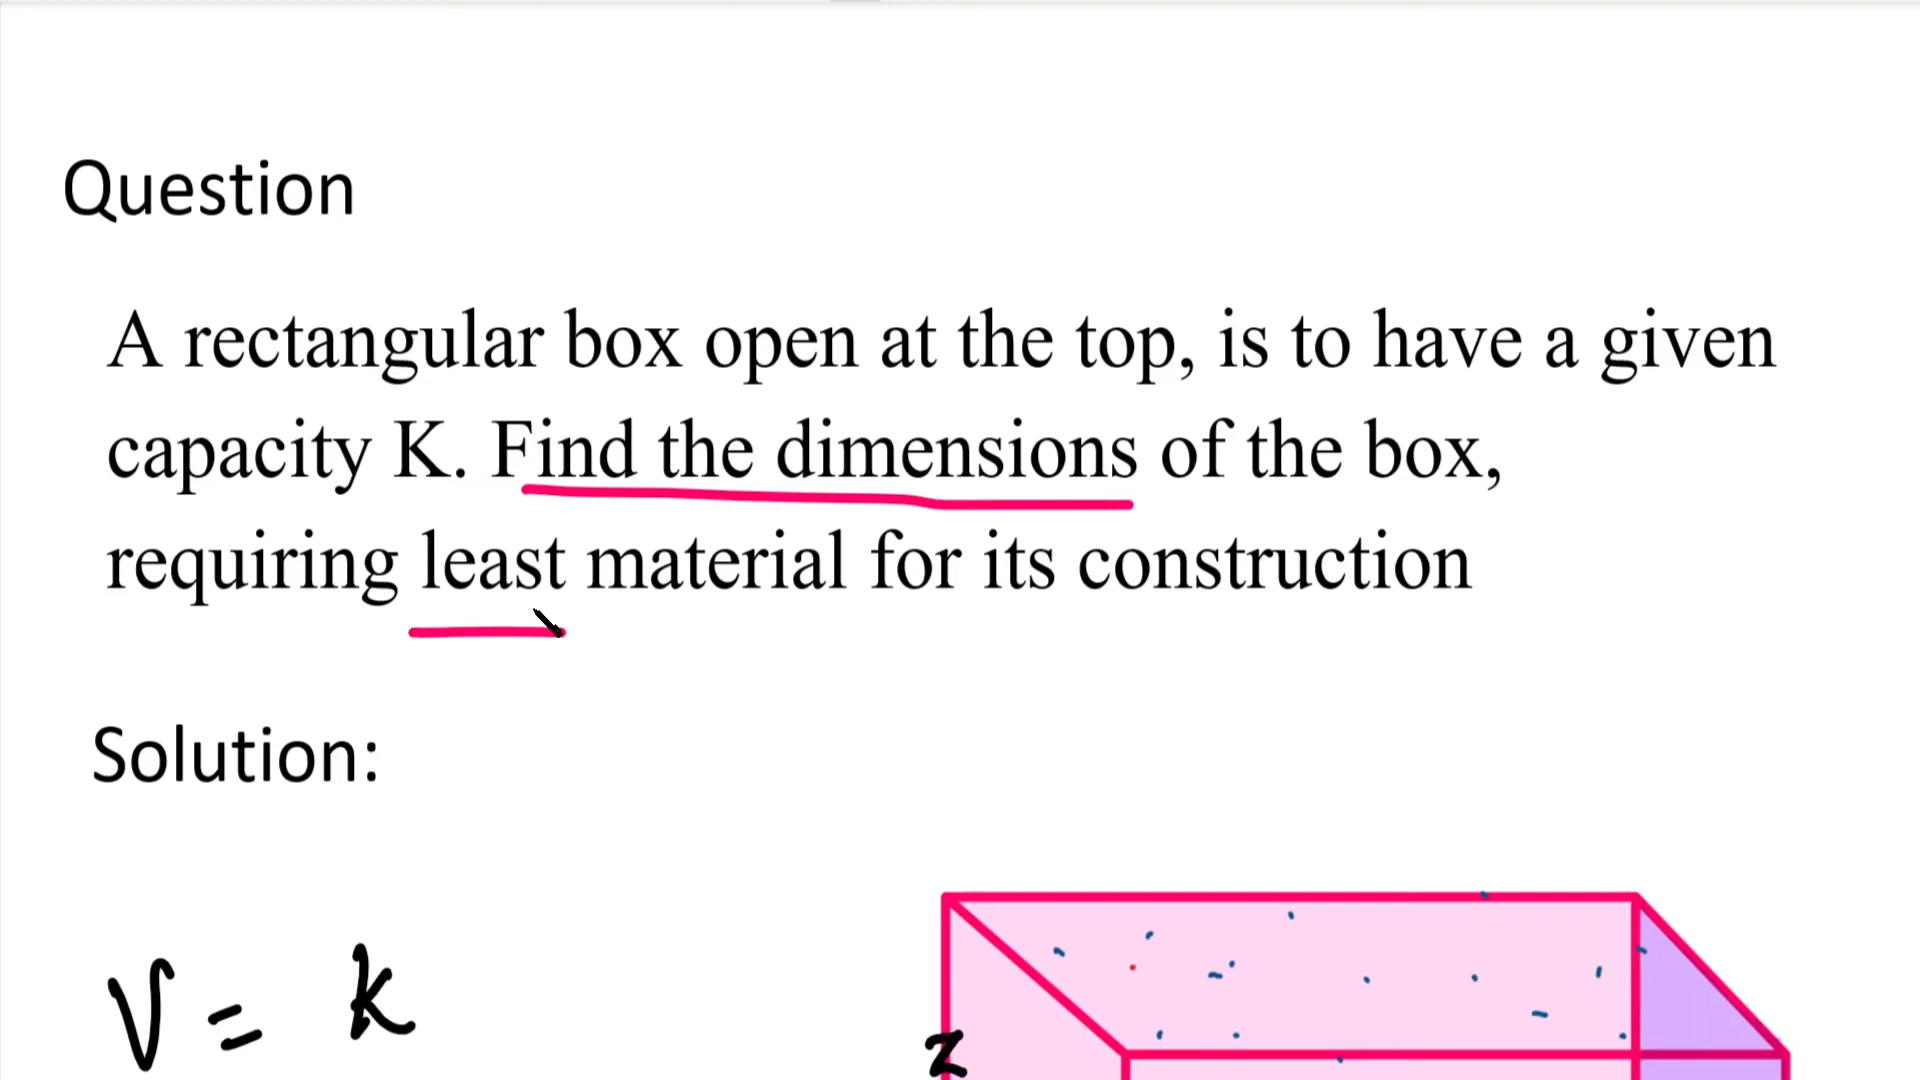 Question
A rectangular box open at the top, is to have a given
capacity K. Find the dimensions of the box,
requiring least material for its construction
Solution:
V = k
z